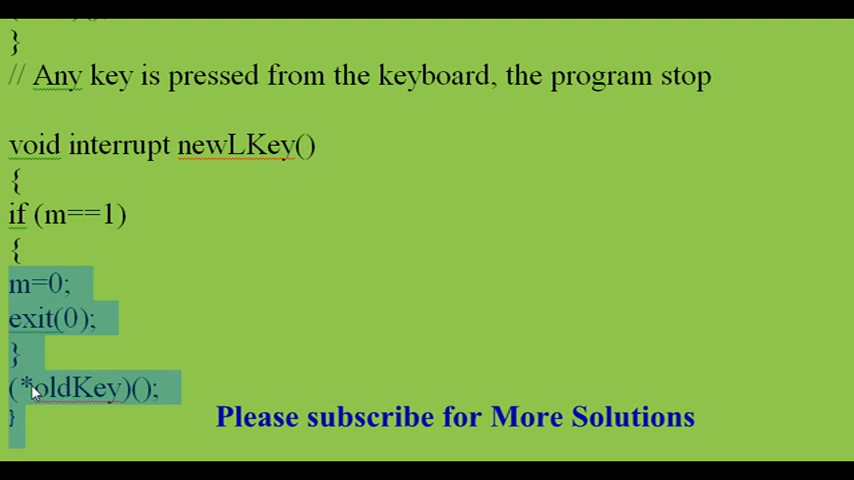 }
// Any key is pressed from the keyboard, the program stop
void interrupt newLKey()
{
if (m==1)
{
m=0;
exit(0);
}
(*oldKey)();
}
Please subscribe for More Solutions